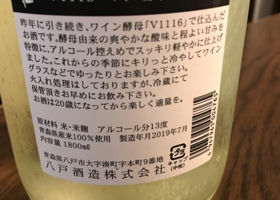 昨年に引き続き、ワイン酵母「V1116」で仕込んだ
お酒です。酵母由来の爽やかな酸味と程よい甘みを
特徴に、アルコール控えめでスッキリ軽やかに仕上げ
ました。これからの季節にキリっと冷やしてワイン
グラスなどでゆったりとお楽しみ下さい。
火入れ処理はしておりますが、冷蔵にて
保管頂きお早めにお飲み下さい。
お酒は20歳になってから楽しく適量を。
原材料 米・米麹 アルコール分13度
青森県産米100%使用 製造年月2019年7月
内容量 1800ml
青森県八戸市大字湊町字本町9番地
八戸酒造株式会社
キャップ
(中栓)
プラ